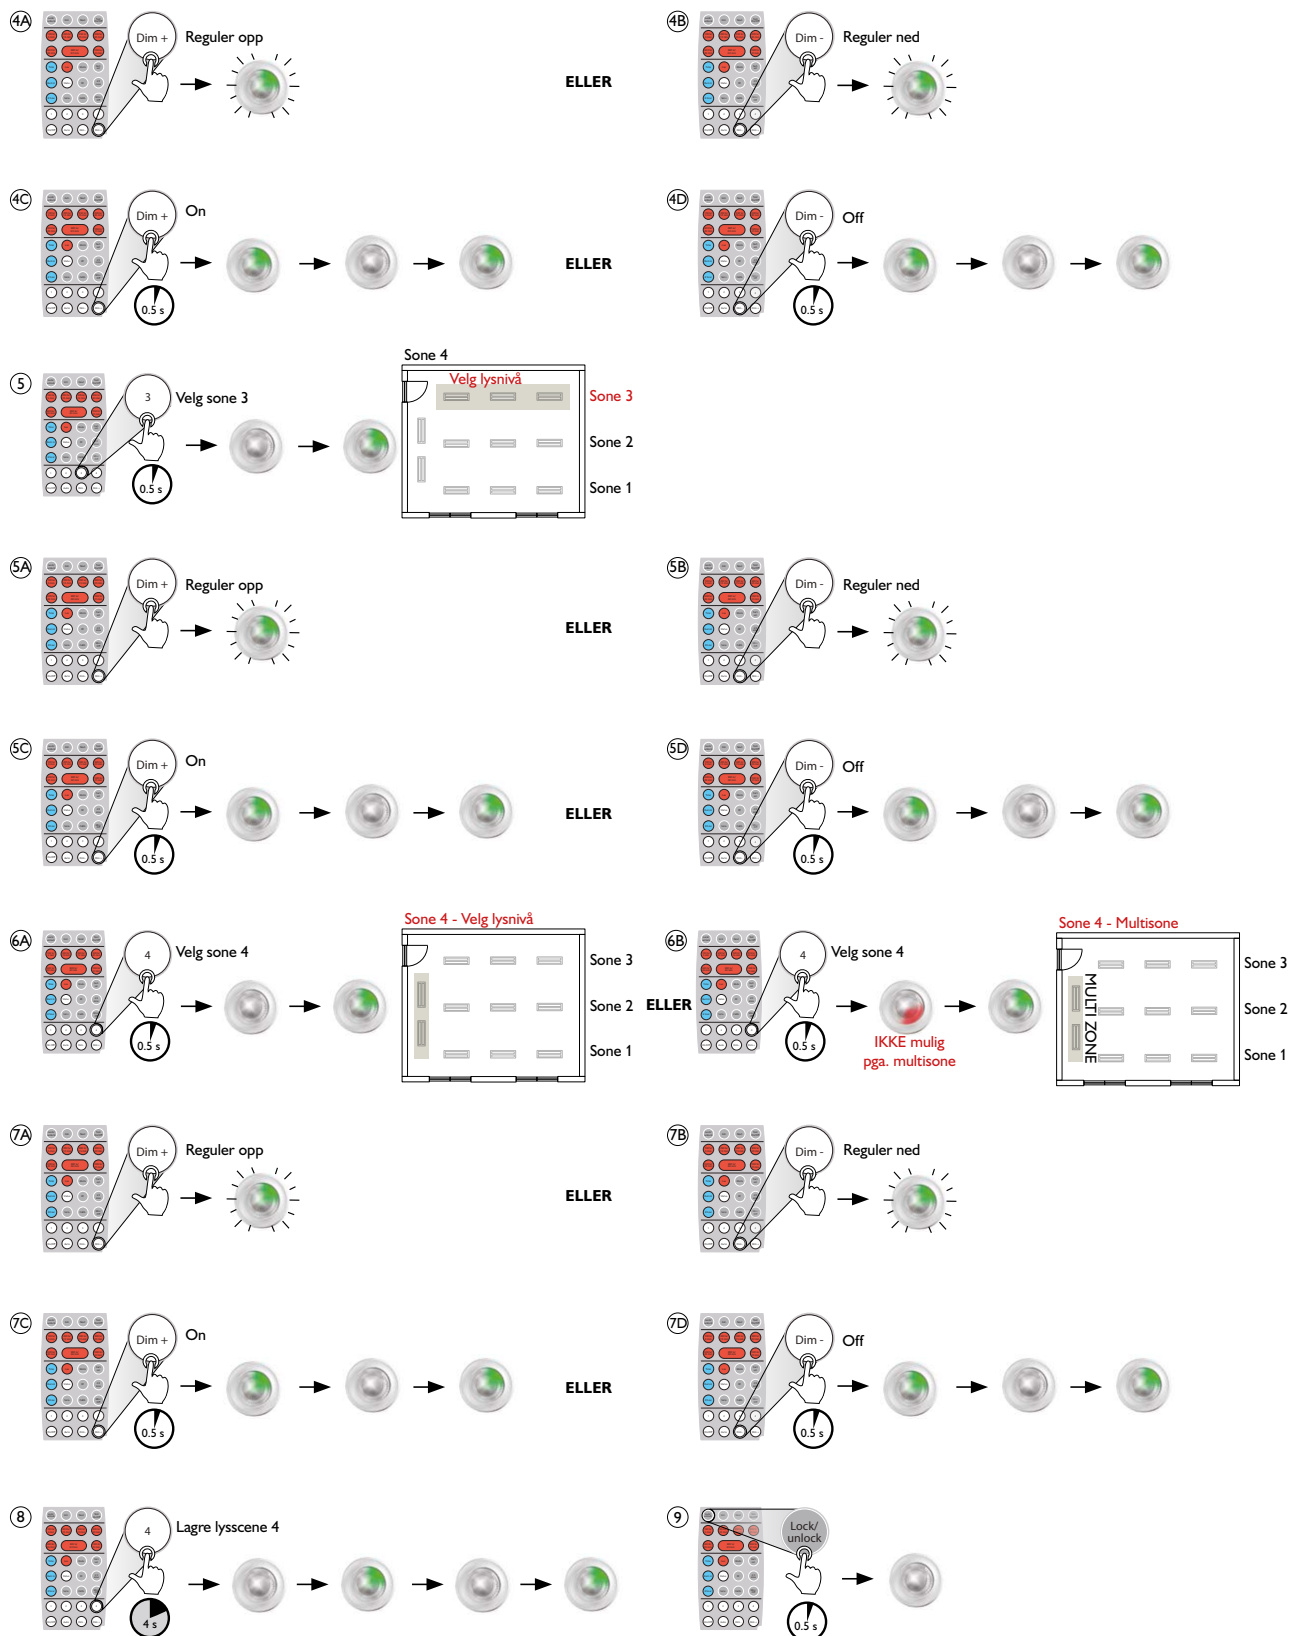 4A
Dim +
Reguler opp
ELLER
4B
Dim -
Reguler ned
4C
Dim +
On
0.5 s
ELLER
4D
Dim -
Off
0.5 s
5
3
Velg sone 3
0.5 s
Sone 4
Velg lysnivå
Sone 3
Sone 2
Sone 1
5A
Dim +
Reguler opp
ELLER
5B
Dim -
Reguler ned
5C
Dim +
On
0.5 s
ELLER
5D
Dim -
Off
0.5 s
6A
4
Velg sone 4
0.5 s
Sone 4 - Velg lysnivå
Sone 3
Sone 2
Sone 1
ELLER
6B
4
Velg sone 4
0.5 s
IKKE mulig
pga. multisone
Sone 4 - Multisone
MULTI ZONE
Sone 3
Sone 2
Sone 1
7A
Dim +
Reguler opp
ELLER
7B
Dim -
Reguler ned
7C
Dim +
On
0.5 s
ELLER
7D
Dim -
Off
0.5 s
8
4
Lagre lysscene 4
4 s
9
Lock/
unlock
0.5 s